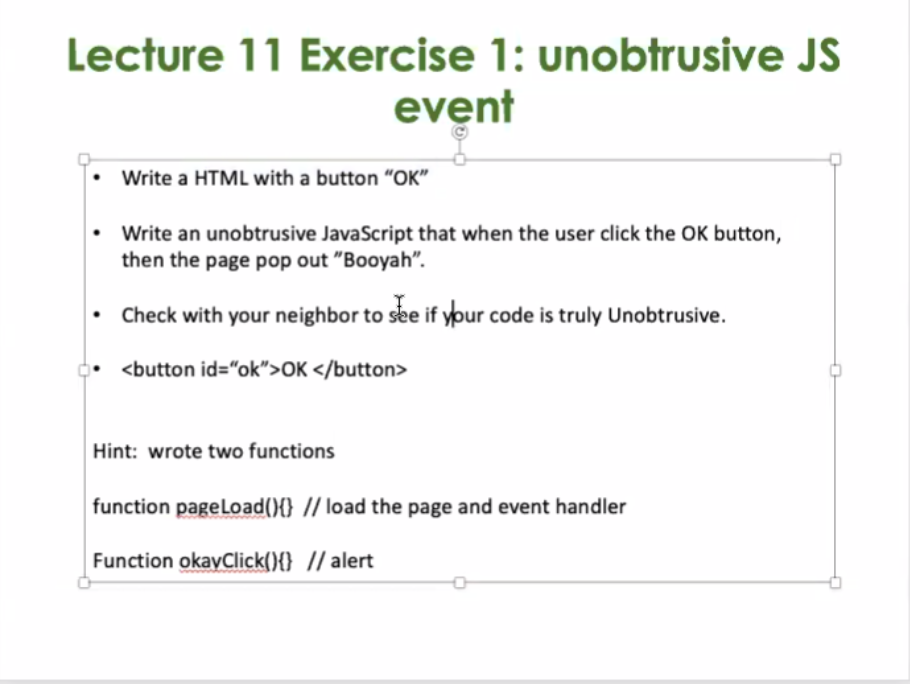 Lecture 11 Exercise 1: unobtrusive JS
event
• Write a HTML with a button “OK”
• Write an unobtrusive JavaScript that when the user click the OK button,
then the page pop out ”Booyah”.
• Check with your neighbor to see if your code is truly Unobtrusive.
• <button id=“ok”>OK </button>
Hint:  wrote two functions
function pageLoad(){}  // load the page and event handler
Function okayClick(){}   // alert